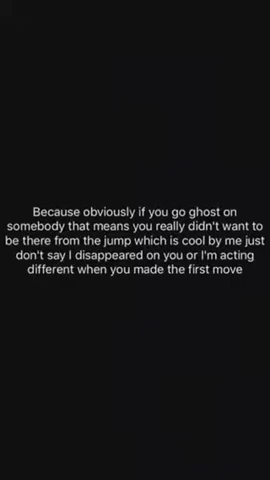 Because obviously if you go ghost on
somebody that means you really didn't want to
be there from the jump which is cool by me just
don't say I disappeared on you or I'm acting
different when you made the first move